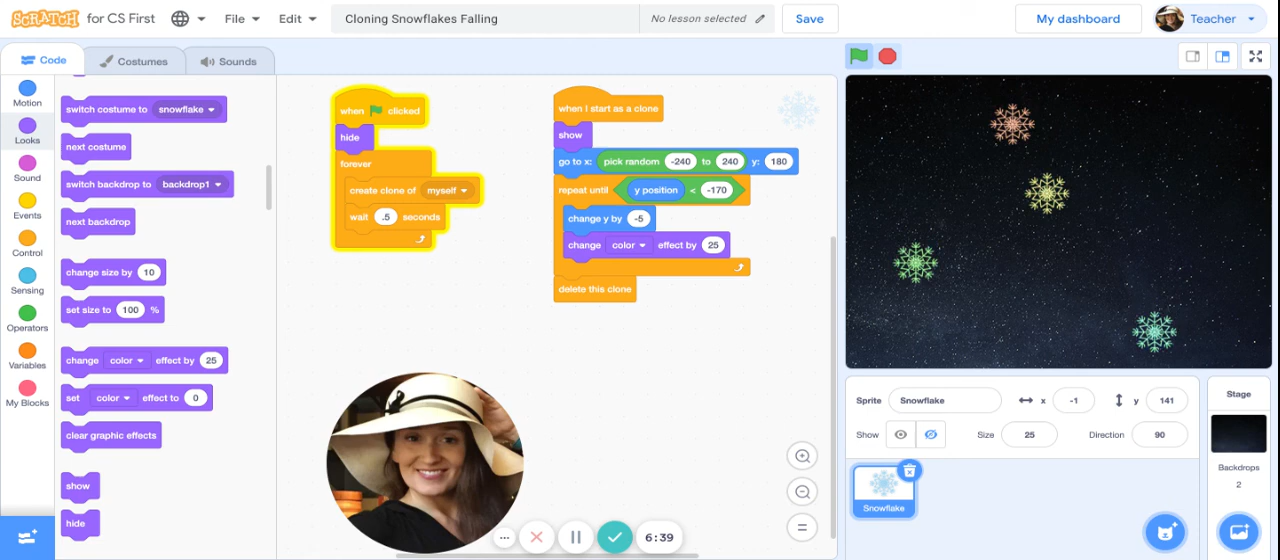 SCRATCH for CS First File Edit Cloning Snowflakes Falling No lesson selected Save My dashboard Teacher
Code Costumes Sounds
Motion
Looks
Sound
Events
Control
Sensing
Operators
Variables
My Blocks
switch costume to snowflake
next costume
switch backdrop to backdrop1
next backdrop
change size by 10
set size to 100 %
change color effect by 25
set color effect to 0
clear graphic effects
show
hide
when clicked
hide
forever
create clone of myself
wait .5 seconds
when I start as a clone
show
go to x: pick random -240 to 240 y: 180
repeat until y position < -170
change y by -5
change color effect by 25
delete this clone
6:39
Sprite Snowflake x -1 y 141
Show Size 25 Direction 90
Snowflake
Stage
Backdrops
2